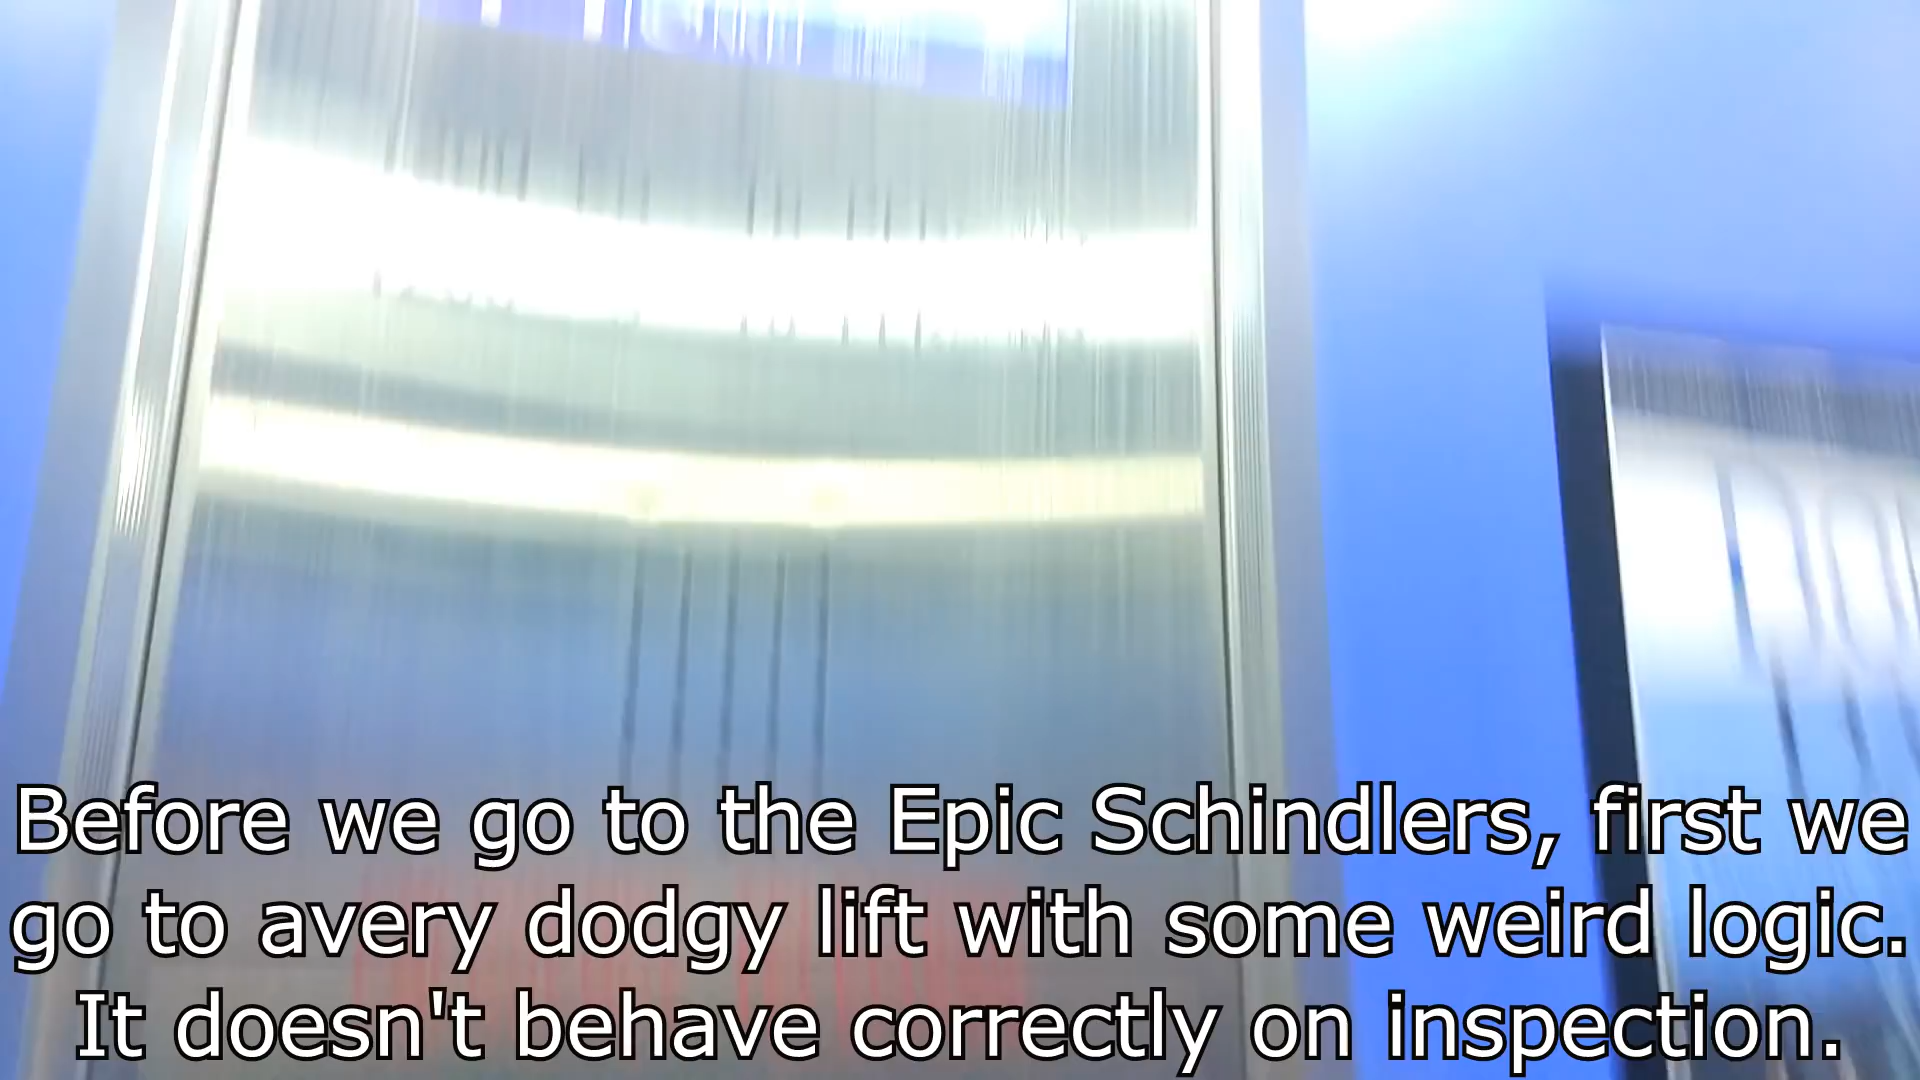 Before we go to the Epic Schindlers, first we
go to avery dodgy lift with some weird logic.
It doesn't behave correctly on inspection.